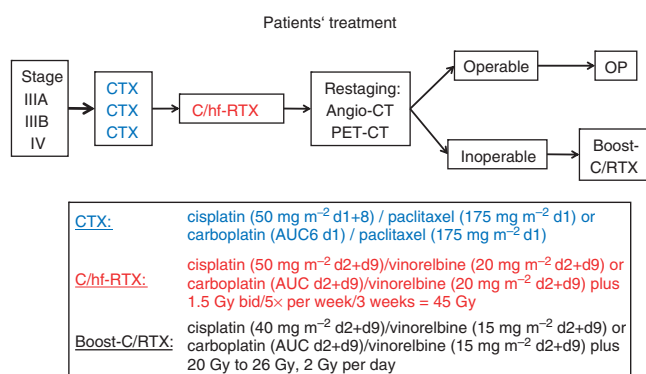 Patients' treatment
Stage
IIIA
IIIB
IV
CTX
CTX
CTX
C/hf-RTX
Restaging:
Angio-CT
PET-CT
Operable
OP
Inoperable
Boost-
C/RTX
CTX: cisplatin (50 mg m⁻² d1+8) / paclitaxel (175 mg m⁻² d1) or
carboplatin (AUC6 d1) / paclitaxel (175 mg m⁻² d1)
C/hf-RTX: cisplatin (50 mg m⁻² d2+d9)/vinorelbine (20 mg m⁻² d2+d9) or
carboplatin (AUC d2+d9)/vinorelbine (20 mg m⁻² d2+d9) plus
1.5 Gy bid/5× per week/3 weeks = 45 Gy
cisplatin (40 mg m⁻² d2+d9)/vinorelbine (15 mg m⁻² d2+d9) or
Boost-C/RTX: carboplatin (AUC d2+d9)/vinorelbine (15 mg m⁻² d2+d9) plus
20 Gy to 26 Gy, 2 Gy per day